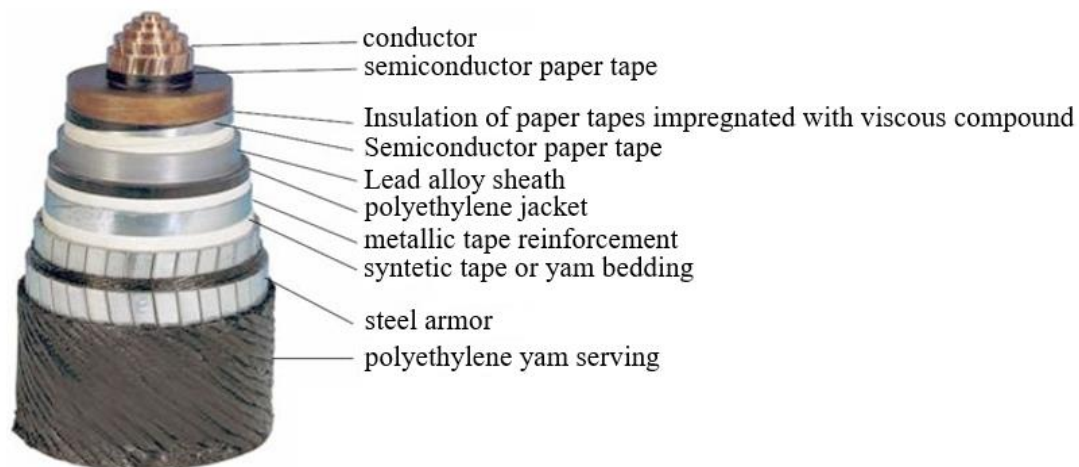 conductor
semiconductor paper tape
Insulation of paper tapes impregnated with viscous compound
Semiconductor paper tape
Lead alloy sheath
polyethylene jacket
metallic tape reinforcement
syntetic tape or yam bedding
steel armor
polyethylene yam serving